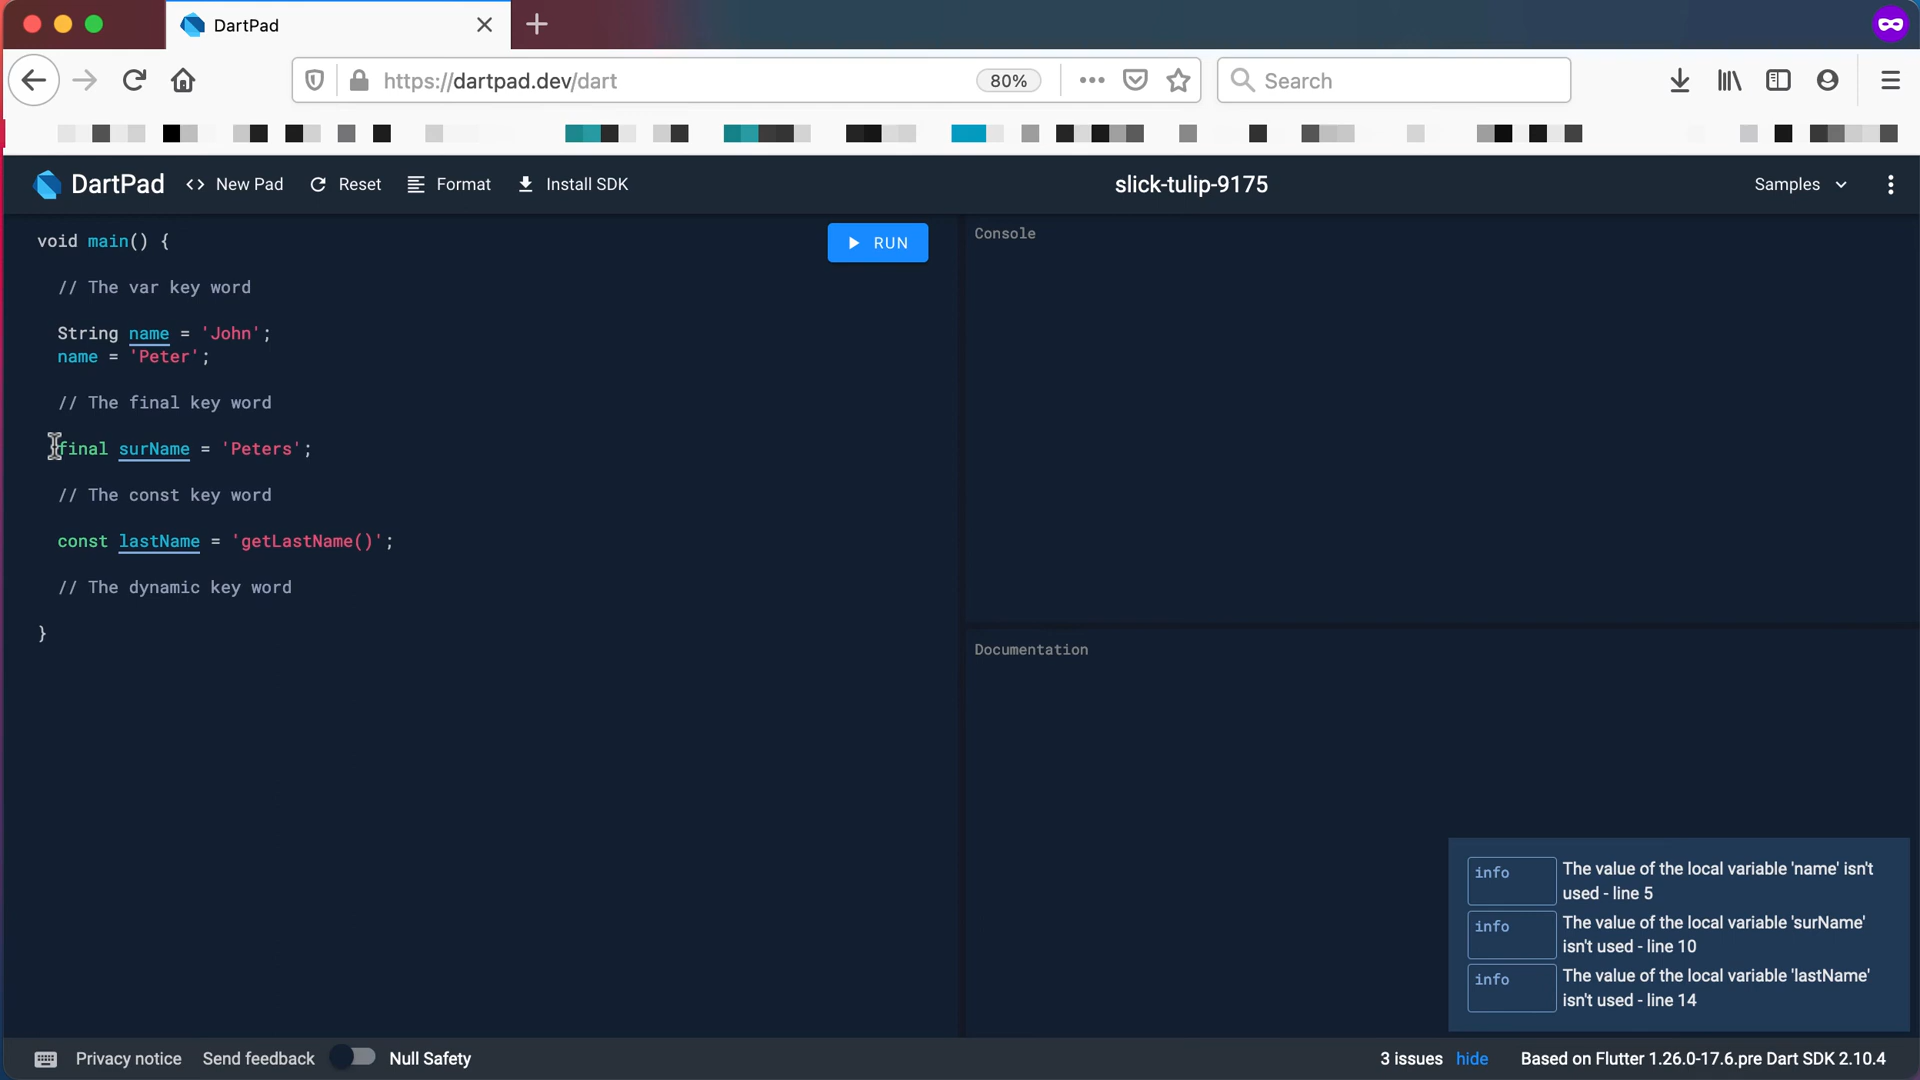 DartPad
https://dartpad.dev/dart
80%
Search
DartPad
New Pad
Reset
Format
Install SDK
slick-tulip-9175
Samples
void main() {
RUN
// The var key word
String name = 'John';
name = 'Peter';
// The final key word
final surName = 'Peters';
// The const key word
const lastName = 'getLastName()';
// The dynamic key word
}
Console
Documentation
info
The value of the local variable 'name' isn't
used - line 5
info
The value of the local variable 'surName'
isn't used - line 10
info
The value of the local variable 'lastName'
isn't used - line 14
Privacy notice
Send feedback
Null Safety
3 issues
hide
Based on Flutter 1.26.0-17.6.pre Dart SDK 2.10.4